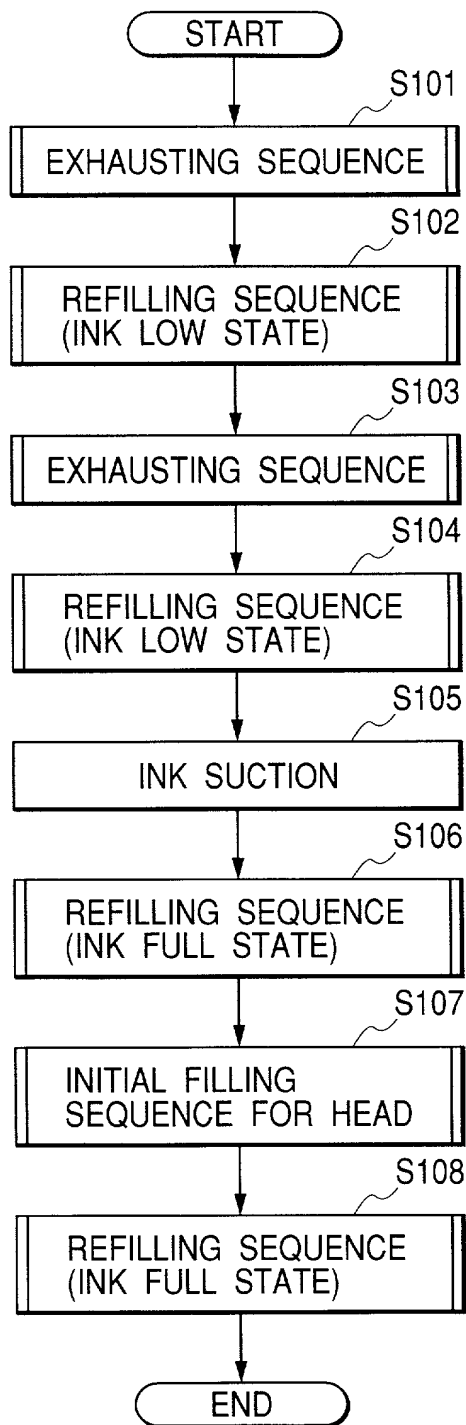 START
S101
EXHAUSTING SEQUENCE
S102
REFILLING SEQUENCE
(INK LOW STATE)
S103
EXHAUSTING SEQUENCE
S104
REFILLING SEQUENCE
(INK LOW STATE)
S105
INK SUCTION
S106
REFILLING SEQUENCE
(INK FULL STATE)
S107
INITIAL FILLING
SEQUENCE FOR HEAD
S108
REFILLING SEQUENCE
(INK FULL STATE)
END